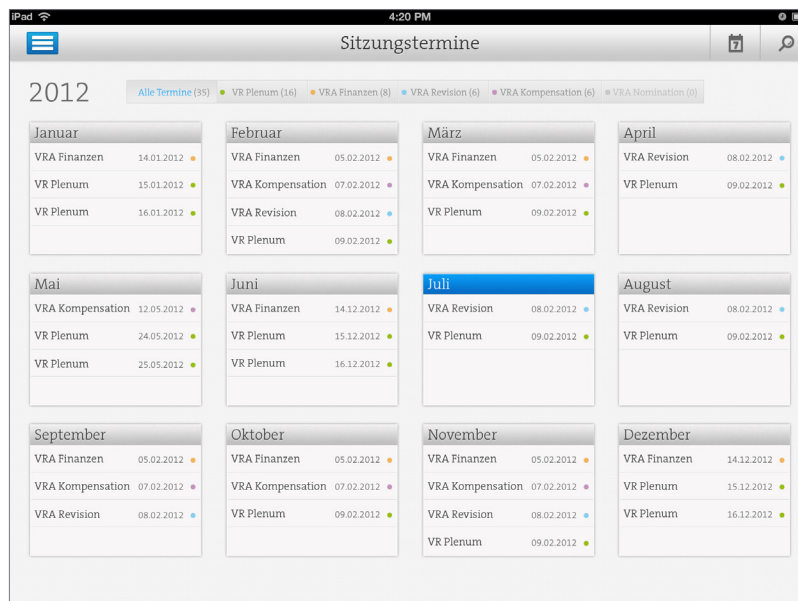 iPad 4:20 PM
Sitzungstermine
7
2012
Alle Termine (35) VR Plenum (16) VRA Finanzen (8) VRA Revision (6) VRA Kompensation (6) VRA Nomination (0)
Januar
VRA Finanzen 14.01.2012
VR Plenum 15.01.2012
VR Plenum 16.01.2012
Februar
VRA Finanzen 05.02.2012
VRA Kompensation 07.02.2012
VRA Revision 08.02.2012
VR Plenum 09.02.2012
März
VRA Finanzen 05.02.2012
VRA Kompensation 07.02.2012
VR Plenum 09.02.2012
April
VRA Revision 08.02.2012
VR Plenum 09.02.2012
Mai
VRA Kompensation 12.05.2012
VR Plenum 24.05.2012
VR Plenum 25.05.2012
Juni
VRA Finanzen 14.12.2012
VR Plenum 15.12.2012
VR Plenum 16.12.2012
Juli
VRA Revision 08.02.2012
VR Plenum 09.02.2012
August
VRA Revision 08.02.2012
VR Plenum 09.02.2012
September
VRA Finanzen 05.02.2012
VRA Kompensation 07.02.2012
VRA Revision 08.02.2012
Oktober
VRA Finanzen 05.02.2012
VRA Kompensation 07.02.2012
VR Plenum 09.02.2012
November
VRA Finanzen 05.02.2012
VRA Kompensation 07.02.2012
VRA Revision 08.02.2012
VR Plenum 09.02.2012
Dezember
VRA Finanzen 14.12.2012
VR Plenum 15.12.2012
VR Plenum 16.12.2012